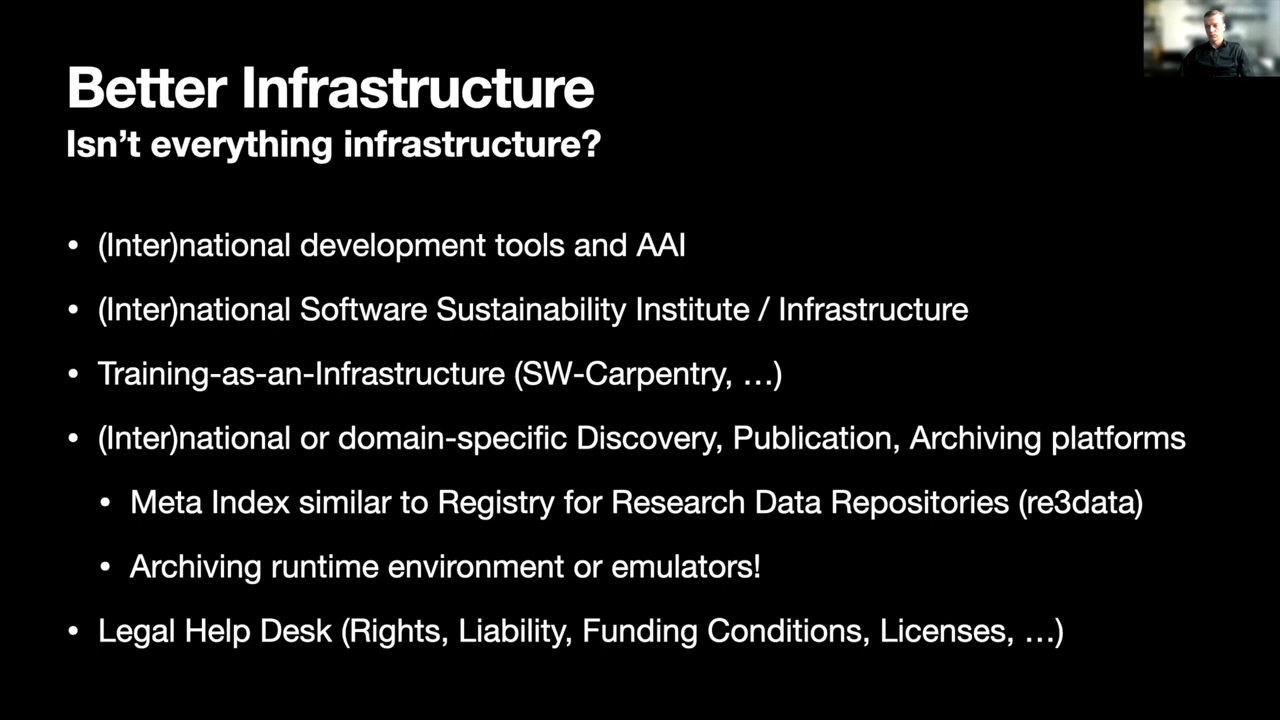 Better Infrastructure
Isn’t everything infrastructure?
• (Inter)national development tools and AAI
• (Inter)national Software Sustainability Institute / Infrastructure
• Training-as-an-Infrastructure (SW-Carpentry, …)
• (Inter)national or domain-specific Discovery, Publication, Archiving platforms
• Meta Index similar to Registry for Research Data Repositories (re3data)
• Archiving runtime environment or emulators!
• Legal Help Desk (Rights, Liability, Funding Conditions, Licenses, …)